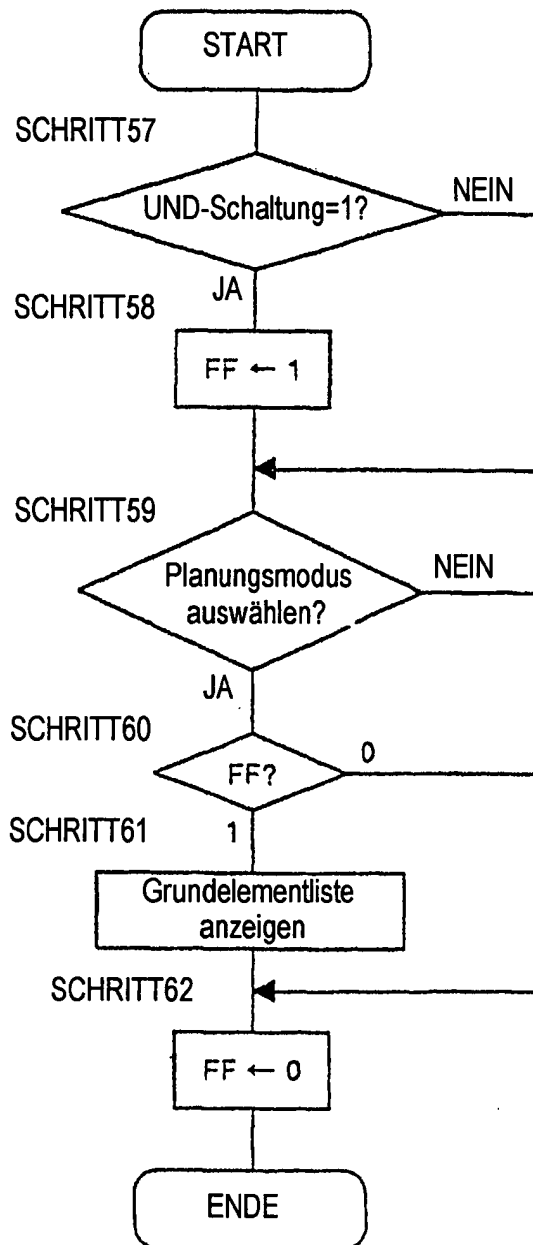 START
SCHRITT57
UND-Schaltung=1?
NEIN
JA
SCHRITT58
FF ← 1
SCHRITT59
Planungsmodus
auswählen?
NEIN
JA
SCHRITT60
FF?
0
SCHRITT61
1
Grundelementliste
anzeigen
SCHRITT62
FF ← 0
ENDE